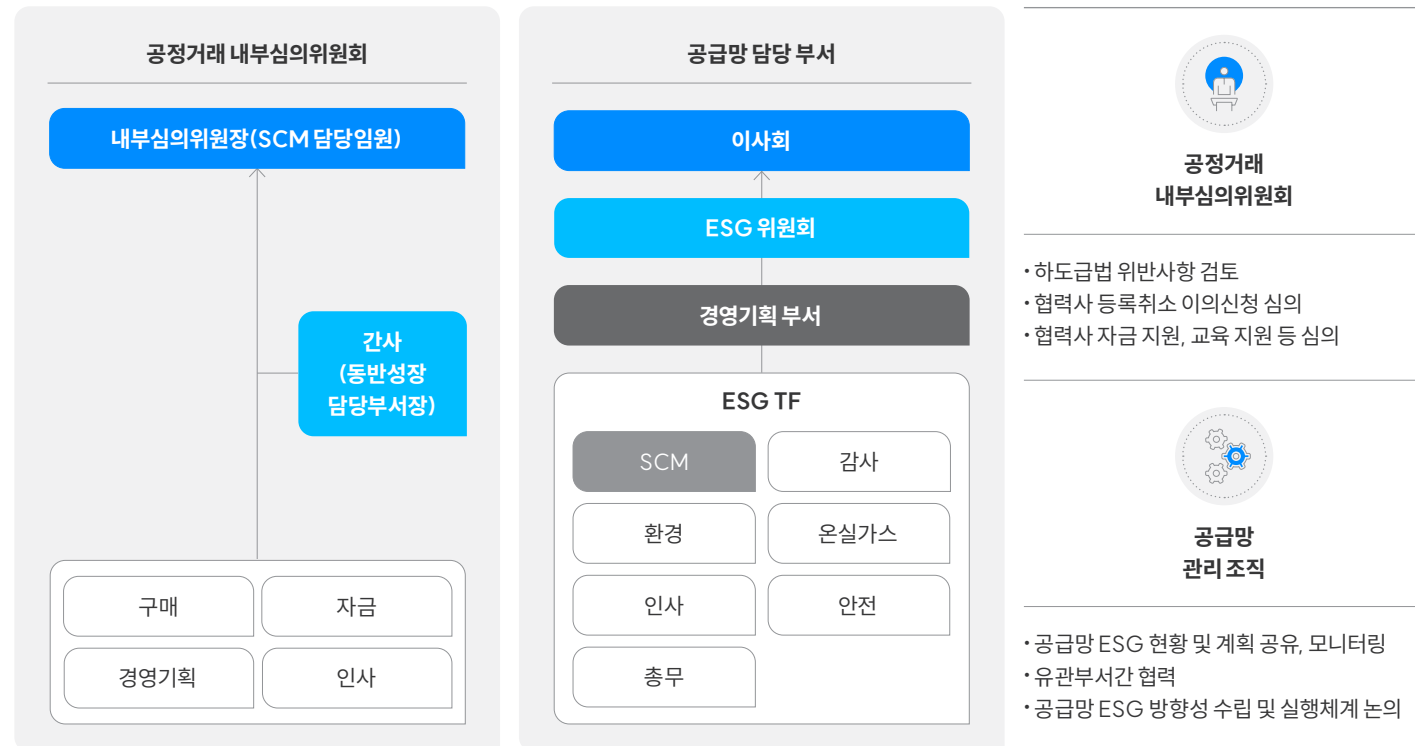 공정거래 내부심의위원회
내부심의위원장(SCM 담당임원)
간사
(동반성장
담당부서장)
구매
자금
경영기획
인사
공급망 담당 부서
이사회
ESG 위원회
경영기획 부서
ESG TF
SCM
감사
환경
온실가스
인사
안전
총무
공정거래
내부심의위원회
• 하도급법 위반사항 검토
• 협력사 등록취소 이의신청 심의
• 협력사 자금 지원, 교육 지원 등 심의
공급망
관리 조직
• 공급망 ESG 현황 및 계획 공유, 모니터링
• 유관부서간 협력
• 공급망 ESG 방향성 수립 및 실행체계 논의